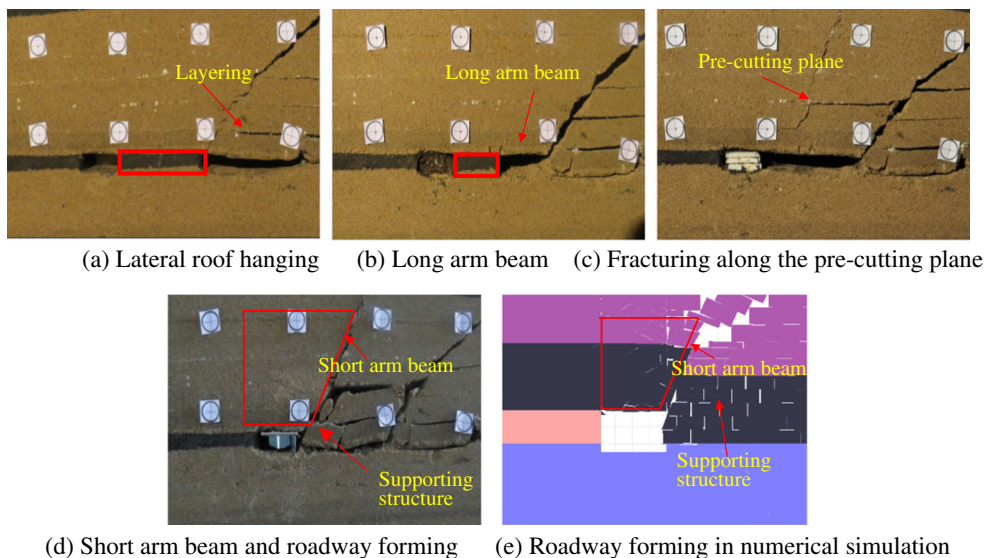 Layering
Long arm beam
Pre-cutting plane
(a) Lateral roof hanging
(b) Long arm beam
(c) Fracturing along the pre-cutting plane
Short arm beam
Supporting
structure
Short arm beam
Supporting
structure
(d) Short arm beam and roadway forming
(e) Roadway forming in numerical simulation